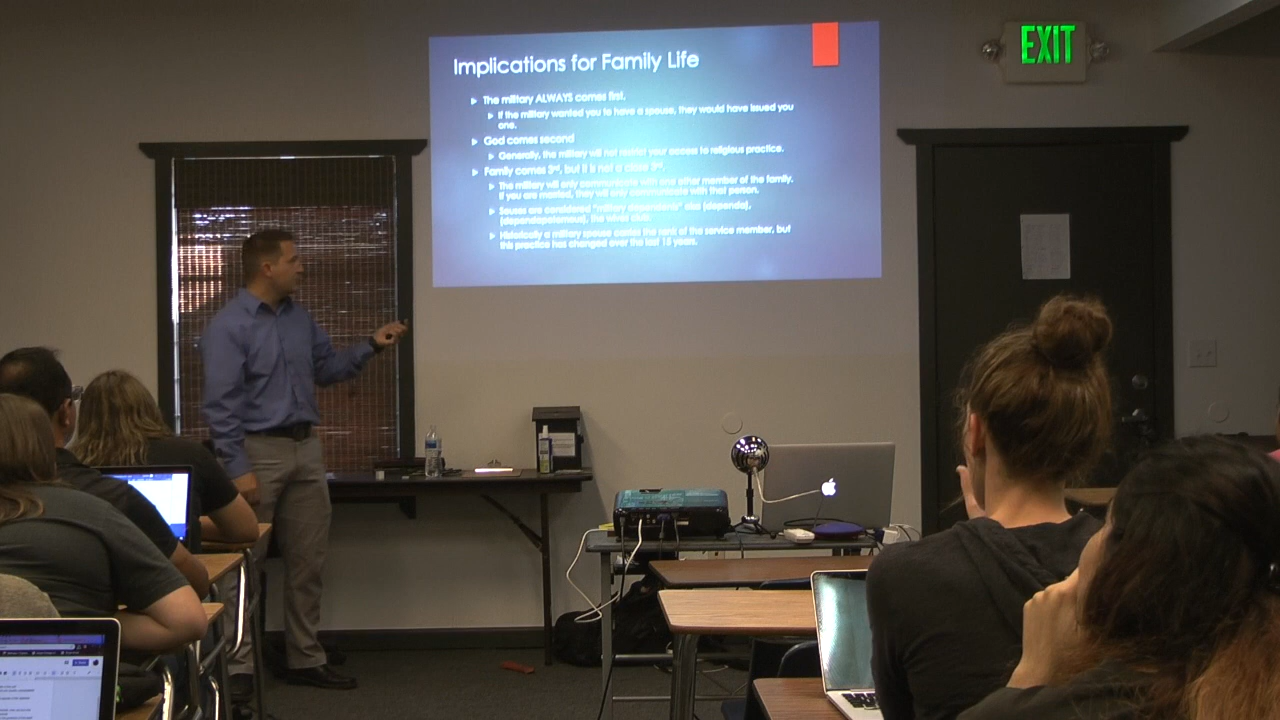 Implications for Family Life
The military ALWAYS comes first.
If the military wanted you to have a spouse, they would have issued you
one.
God comes second
Generally, the military will not restrict your access to religious practice.
Family comes 3rd, but it is not a close 3rd.
The military will only communicate with one other member of the family.
If you are married, they will only communicate with that person.
Souses are considered "military dependents" aka (dependa),
(dependapotamous), the wives club.
Historically a military spouse carries the rank of the service member, but
this practice has changed over the last 15 years.
EXIT